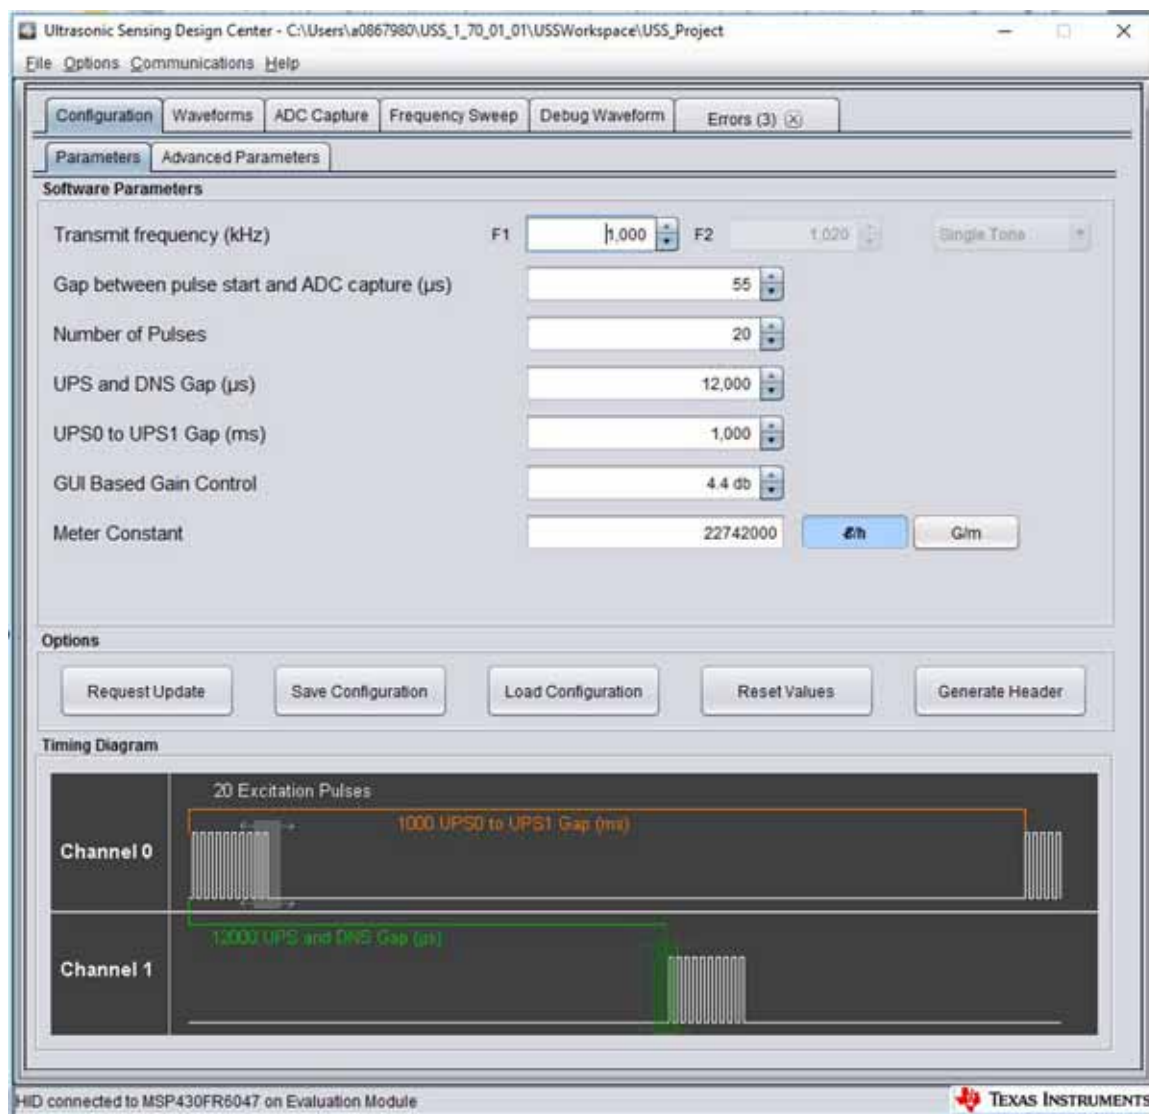 Ultrasonic Sensing Design Center - C:\Users\a0867980\USS_1_70_01_01\USSWorkspace\USS_Project
File Options Communications Help
Configuration Waveforms ADC Capture Frequency Sweep Debug Waveform Errors (3)
Parameters Advanced Parameters
Software Parameters
Transmit frequency (kHz) F1 1,000 F2 1,020 Single Tone
Gap between pulse start and ADC capture (µs) 55
Number of Pulses 20
UPS and DNS Gap (µs) 12,000
UPS0 to UPS1 Gap (ms) 1,000
GUI Based Gain Control 4.4 db
Meter Constant 22742000 ℓ/h G/m
Options
Request Update Save Configuration Load Configuration Reset Values Generate Header
Timing Diagram
20 Excitation Pulses
1000 UPS0 to UPS1 Gap (ms)
Channel 0
12000 UPS and DNS Gap (µs)
Channel 1
HID connected to MSP430FR6047 on Evaluation Module TEXAS INSTRUMENTS